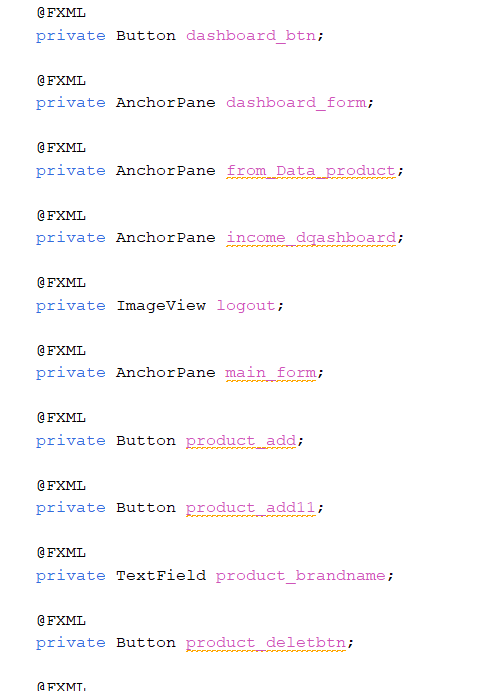 @FXML
private Button dashboard_btn;
@FXML
private AnchorPane dashboard_form;
@FXML
private AnchorPane from_Data_product;
@FXML
private AnchorPane income_dqashboard;
@FXML
private ImageView logout;
@FXML
private AnchorPane main_form;
@FXML
private Button product_add;
@FXML
private Button product_add11;
@FXML
private TextField product_brandname;
@FXML
private Button product_deletbtn;
@FXML